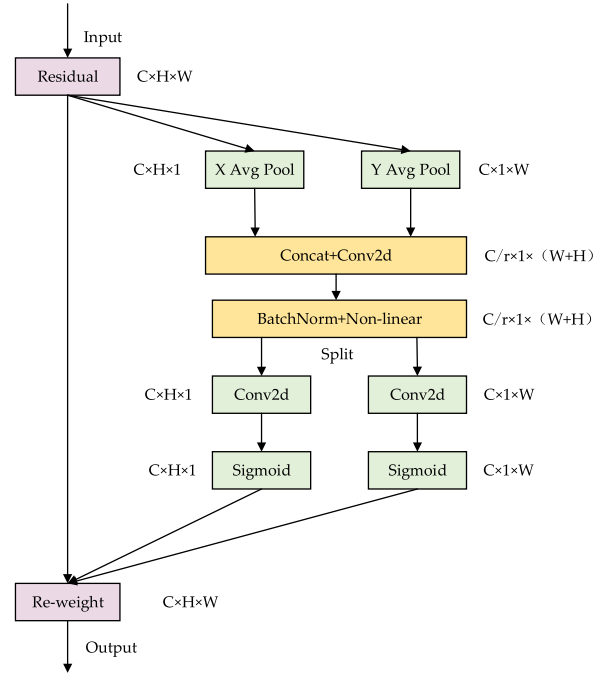 Input
Residual
C×H×W
C×H×1
X Avg Pool
Y Avg Pool
C×1×W
Concat+Conv2d
C/r×1×（W+H）
BatchNorm+Non-linear
C/r×1×（W+H）
Split
C×H×1
Conv2d
Conv2d
C×1×W
C×H×1
Sigmoid
Sigmoid
C×1×W
Re-weight
C×H×W
Output